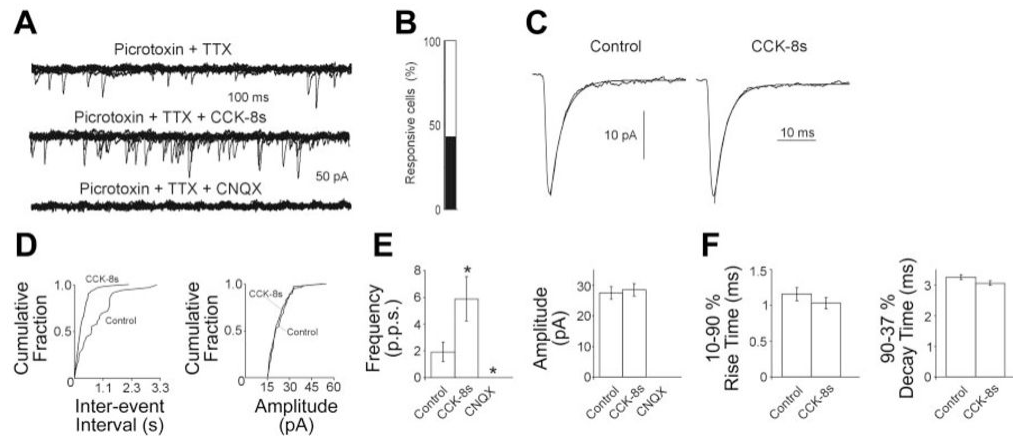 A
Picrotoxin + TTX
100 ms
Picrotoxin + TTX + CCK-8s
50 pA
Picrotoxin + TTX + CNQX
B
Responsive cells (%)
100
50
0
C
Control
CCK-8s
10 pA
10 ms
D
Cumulative
Fraction
1.0
0.5
0
CCK-8s
Control
1.1 2.3 3.3
Inter-event
Interval (s)
Cumulative
Fraction
1.0
0.5
0
CCK-8s
Control
15 30 45 60
Amplitude
(pA)
E
Frequency
(p.p.s.)
8
6
4
2
0
*
*
Control
CCK-8s
CNQX
Amplitude
(pA)
30
20
10
0
Control
CCK-8s
CNQX
F
10-90 %
Rise Time (ms)
1.5
1
0.5
0
Control
CCK-8s
90-37 %
Decay Time (ms)
3
2
1
0
Control
CCK-8s